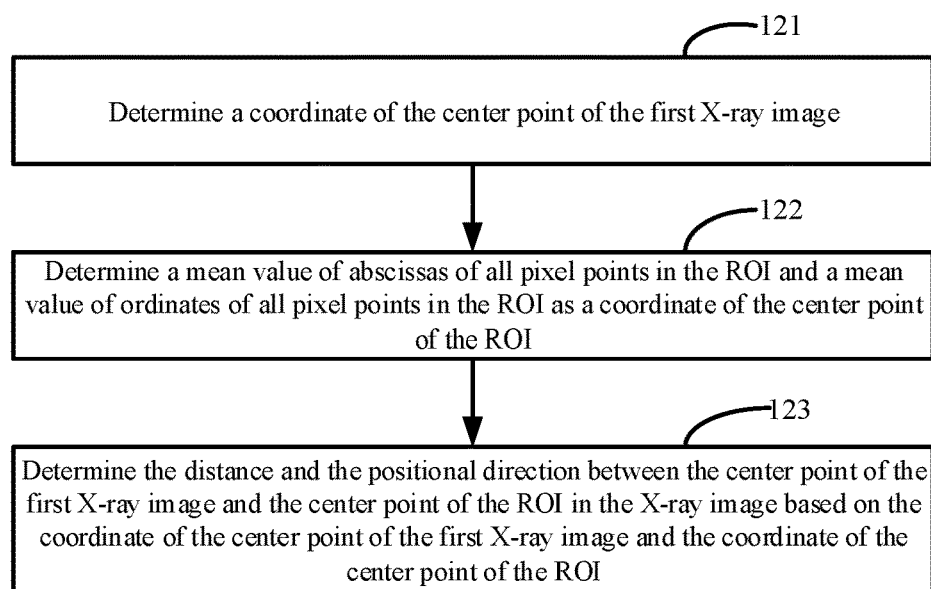 121
Determine a coordinate of the center point of the first X-ray image
122
Determine a mean value of abscissas of all pixel points in the ROI and a mean
value of ordinates of all pixel points in the ROI as a coordinate of the center point
of the ROI
123
Determine the distance and the positional direction between the center point of the
first X-ray image and the center point of the ROI in the X-ray image based on the
coordinate of the center point of the first X-ray image and the coordinate of the
center point of the ROI